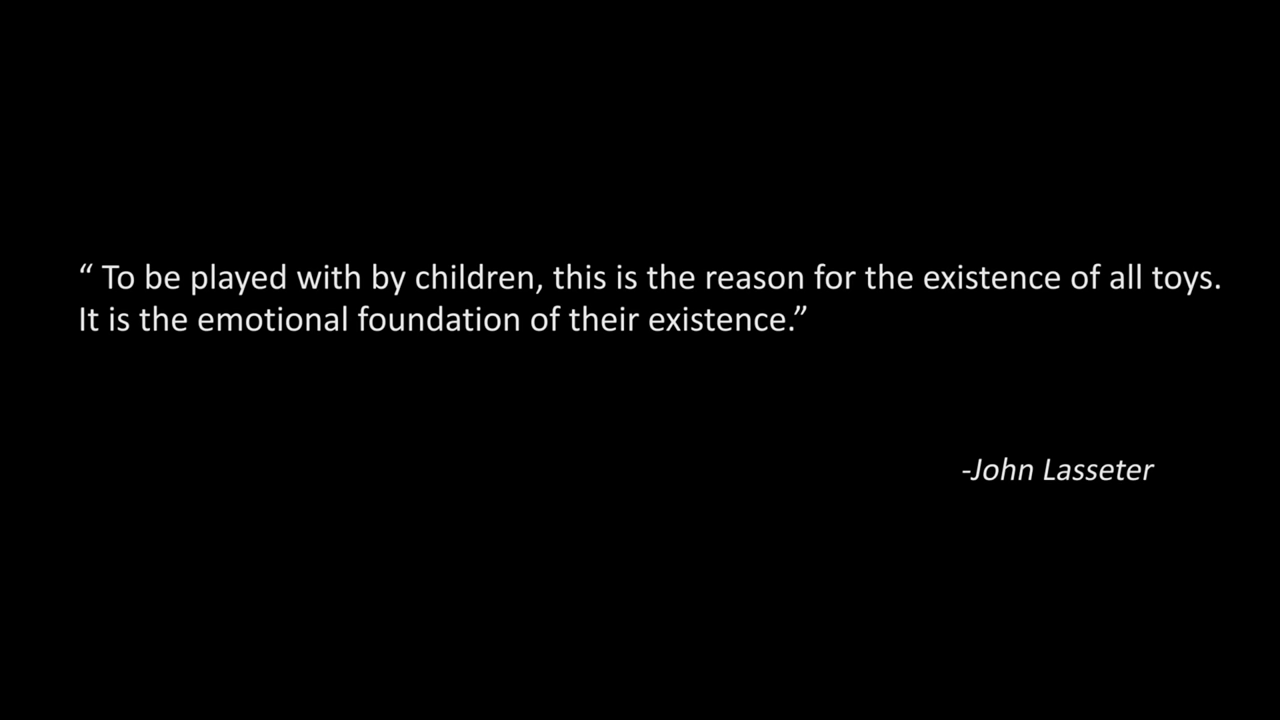 “ To be played with by children, this is the reason for the existence of all toys.
It is the emotional foundation of their existence.”
-John Lasseter